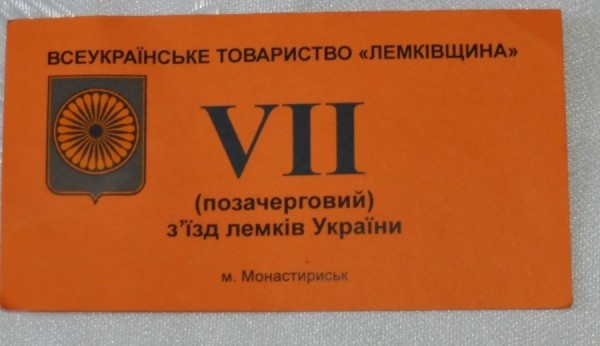 ВСЕУКРАЇНСЬКЕ ТОВАРИСТВО «ЛЕМКІВЩИНА»
VII
(позачерговий)
з’їзд лемків України
м. Монастириськ